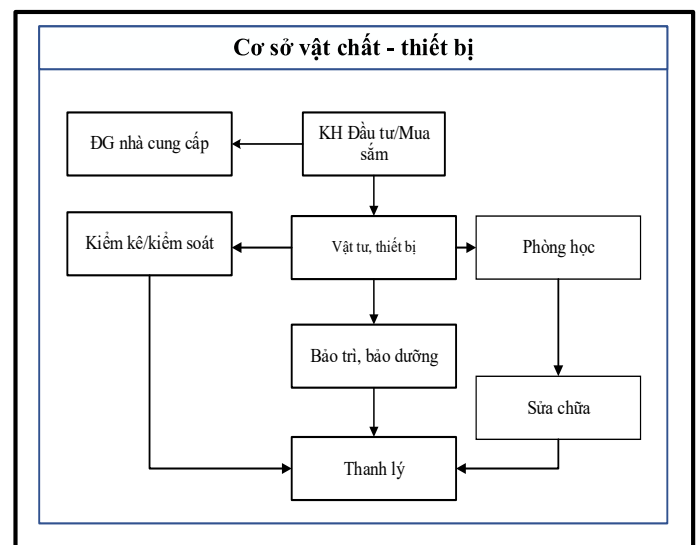 Cơ sở vật chất - thiết bị
ĐG nhà cung cấp
KH Đầu tư/Mua
sắm
Kiểm kê/kiểm soát
Vật tư, thiết bị
Phòng học
Bảo trì, bảo dưỡng
Sửa chữa
Thanh lý